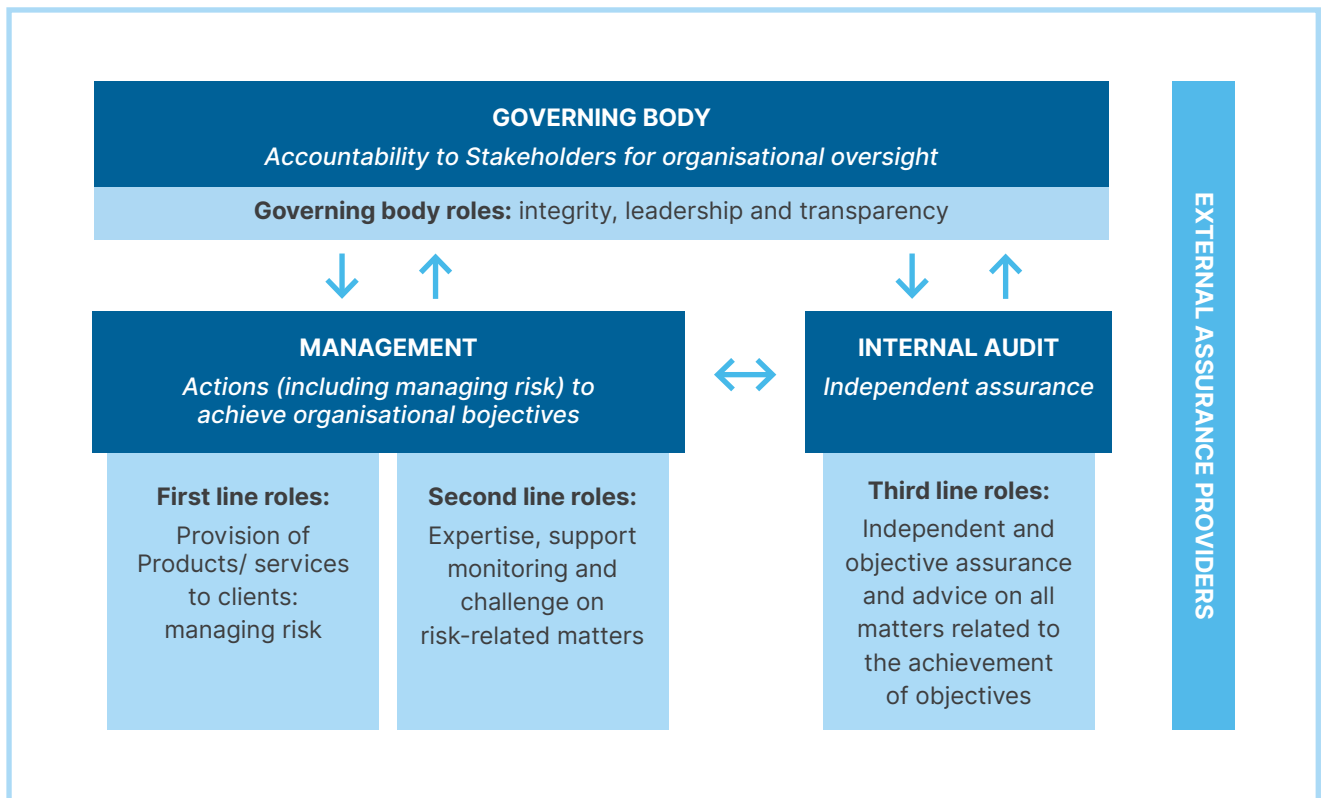 GOVERNING BODY
Accountability to Stakeholders for organisational oversight
Governing body roles: integrity, leadership and transparency
MANAGEMENT
Actions (including managing risk) to
achieve organisational bojectives
First line roles:
Provision of
Products/ services
to clients:
managing risk
Second line roles:
Expertise, support
monitoring and
challenge on
risk-related matters
INTERNAL AUDIT
Independent assurance
Third line roles:
Independent and
objective assurance
and advice on all
matters related to
the achievement
of objectives
EXTERNAL ASSURANCE PROVIDERS